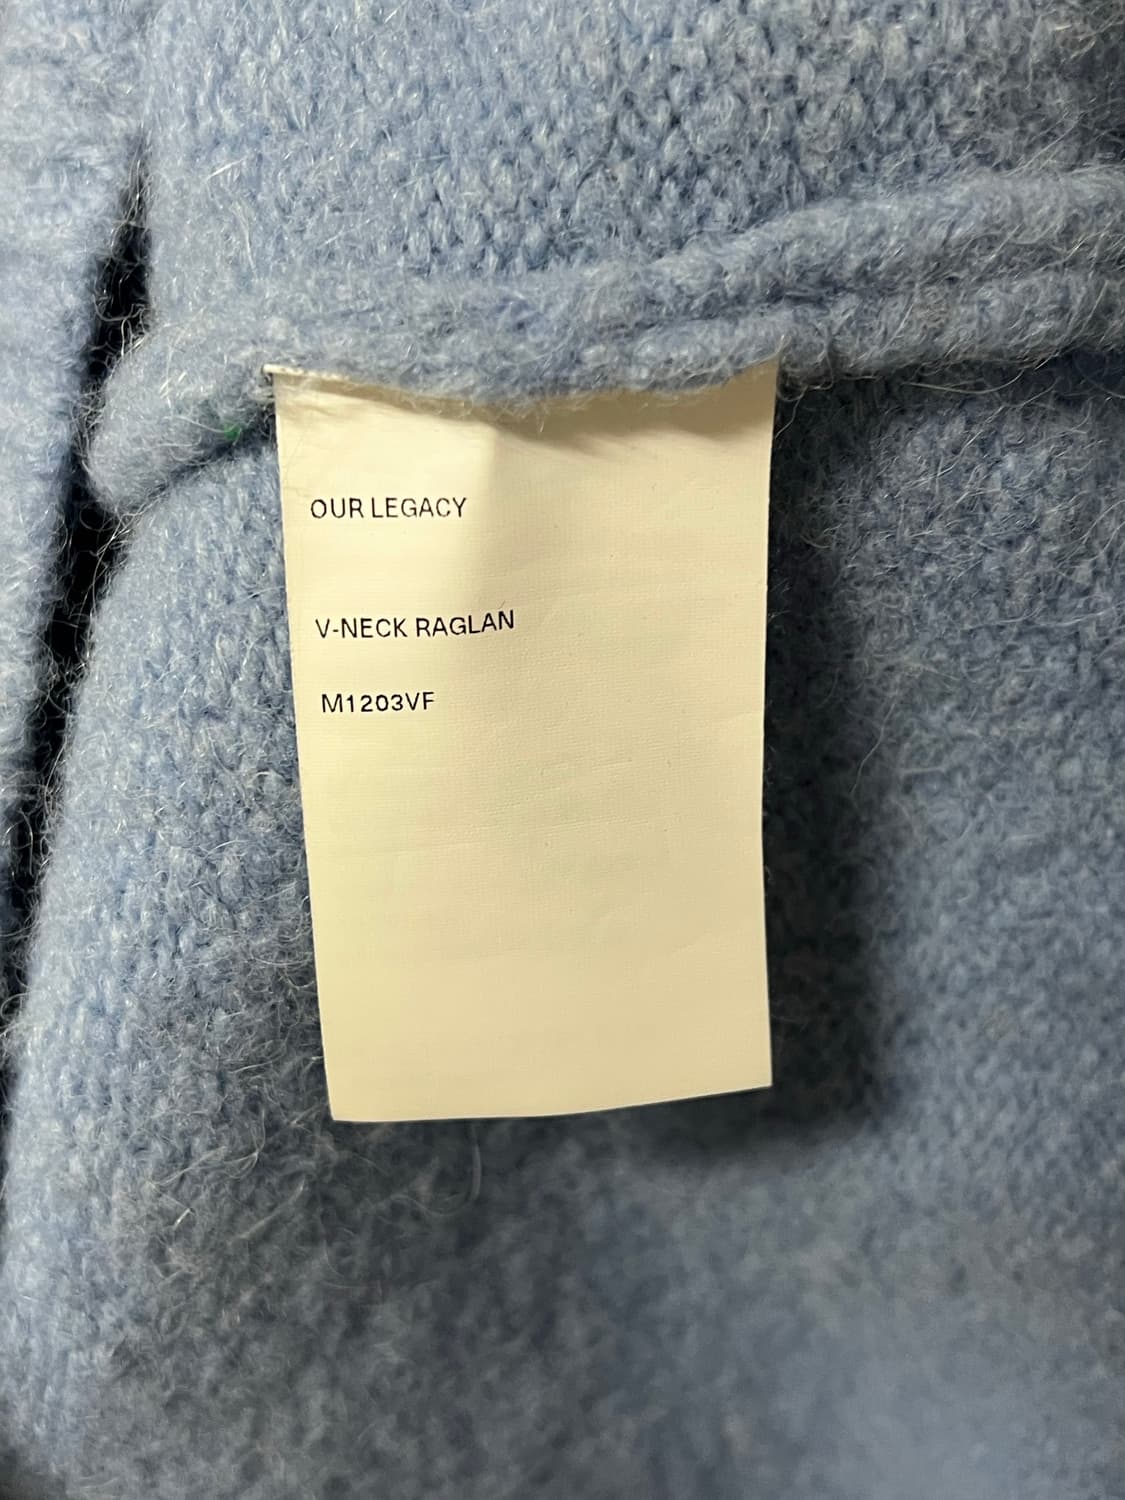 OUR LEGACY
V-NECK RAGLAN
M1203VF